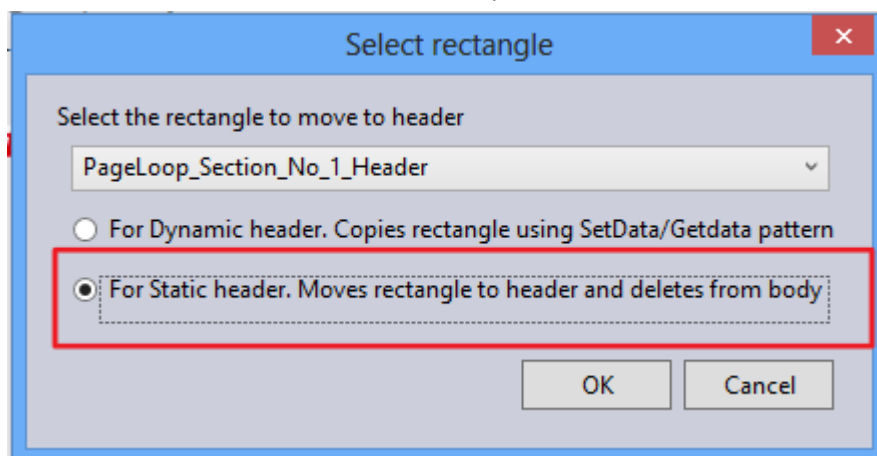 Select rectangle
Select the rectangle to move to header
PageLoop_Section_No_1_Header
For Dynamic header. Copies rectangle using SetData/Getdata pattern
For Static header. Moves rectangle to header and deletes from body
OK Cancel